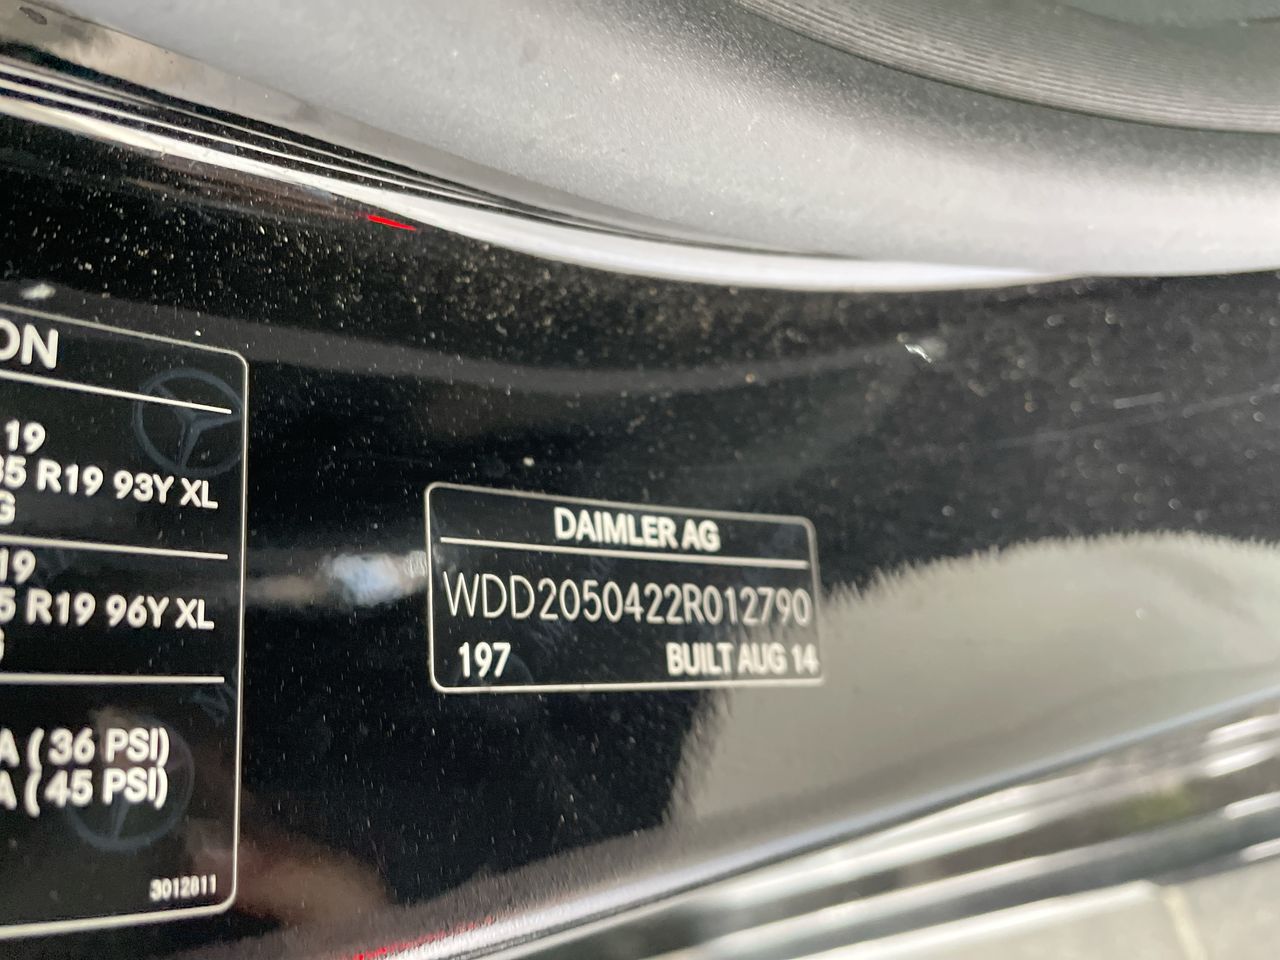 ON
19
35 R19 93Y XL
G
19
5 R19 96Y XL
G
A ( 36 PSI)
A ( 45 PSI)
3012811
DAIMLER AG
WDD2050422R012790
197 BUILT AUG 14